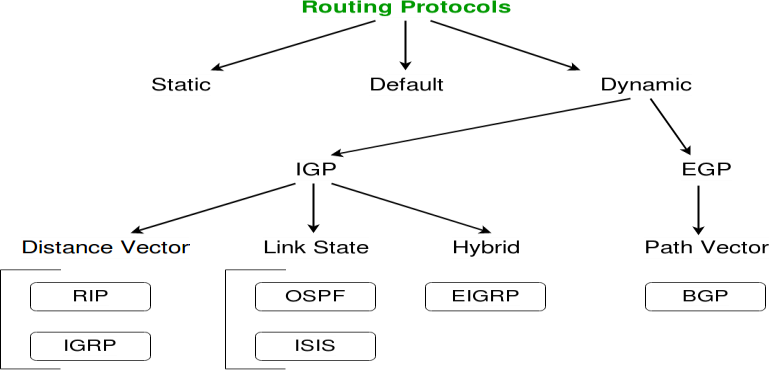 Routing Protocols
Static Default Dynamic
IGP EGP
Distance Vector Link State Hybrid Path Vector
RIP OSPF EIGRP BGP
IGRP ISIS